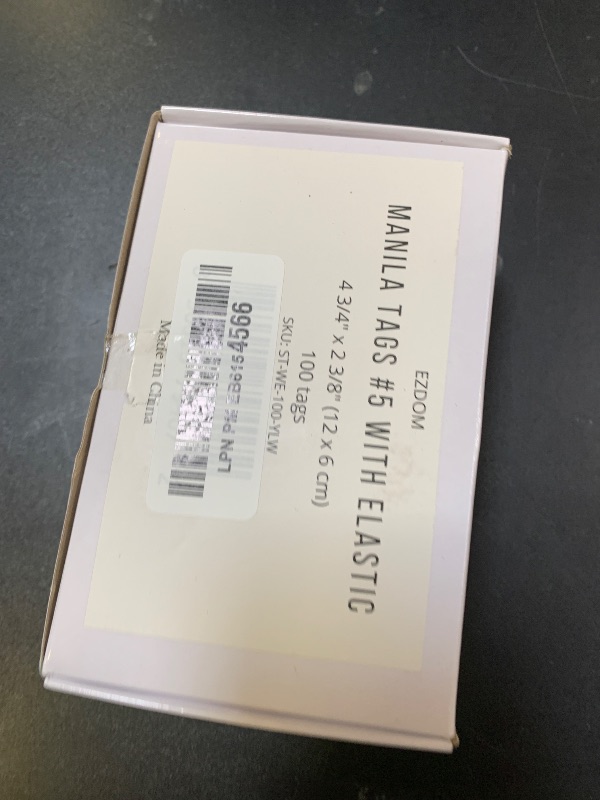 EZDOM
MANILA TAGS #5 WITH ELASTIC
4 3/4" x 2 3/8" (12 x 6 cm)
100 tags
SKU: ST-WE-100-YLW
LPN
4566
Made in China